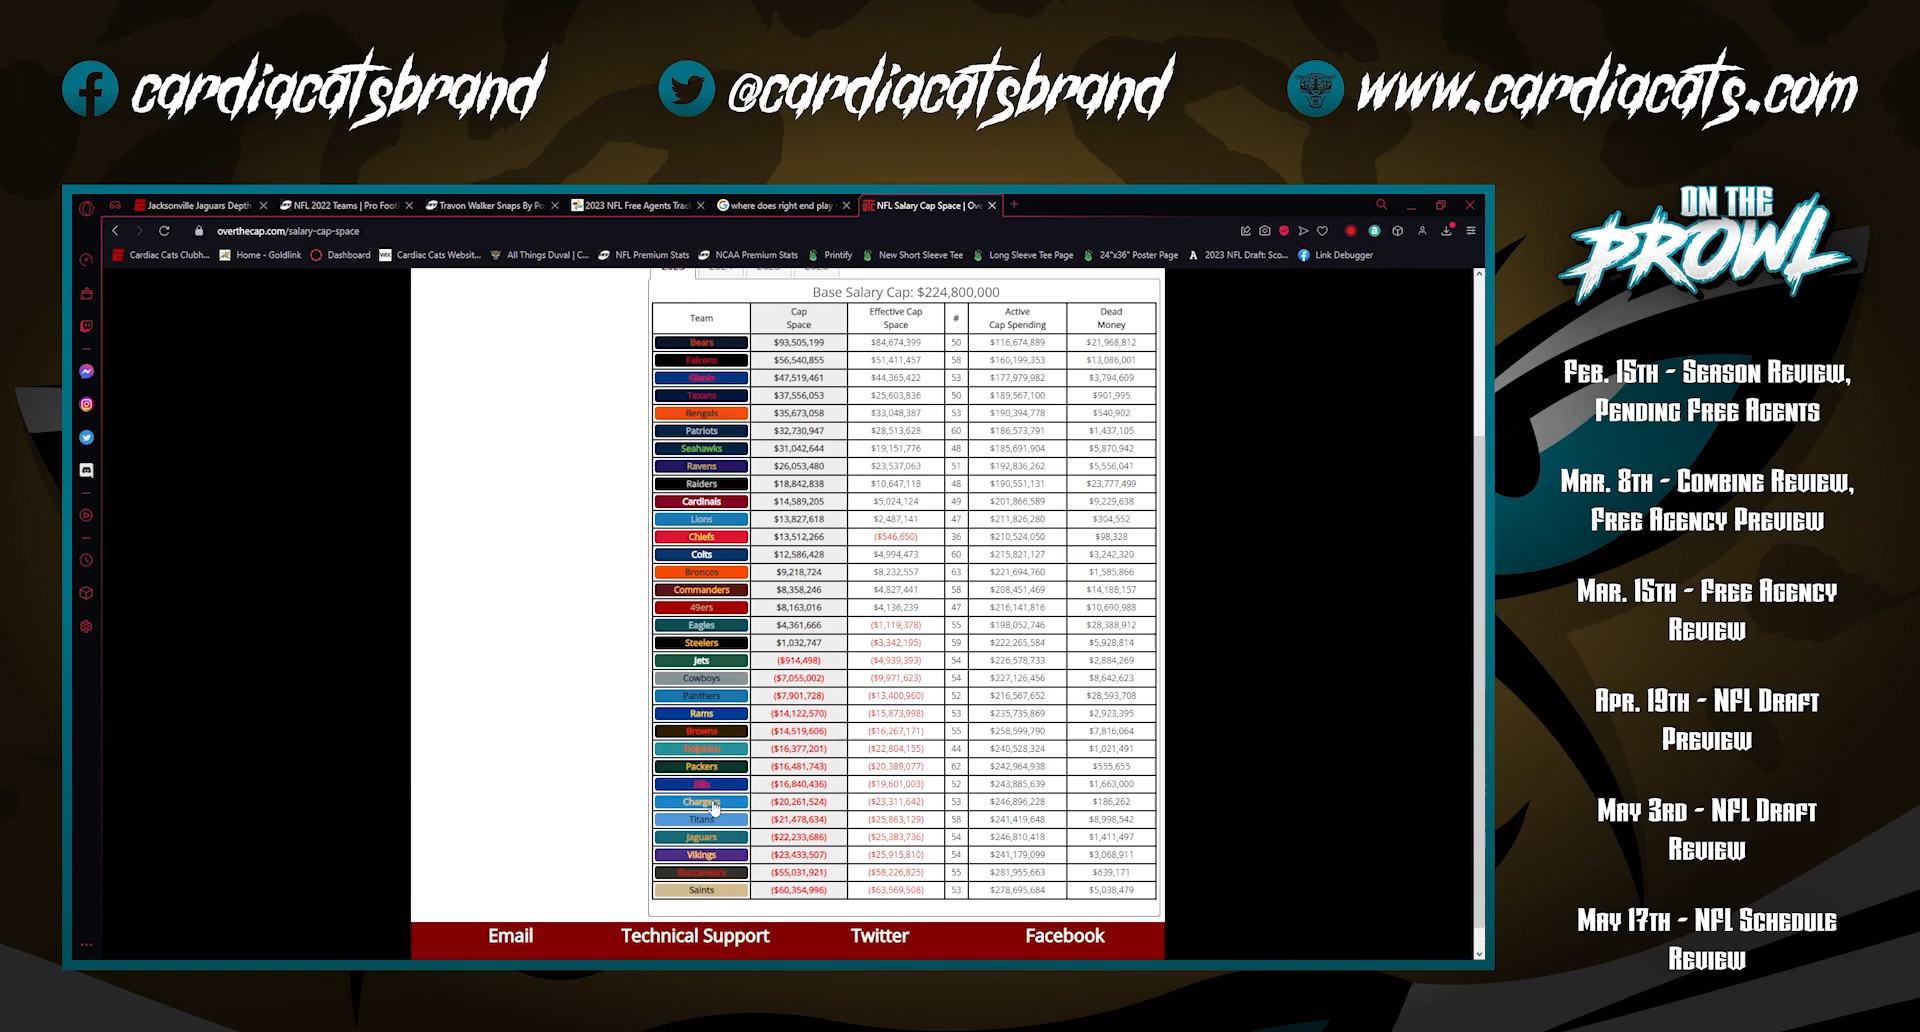 cardiacatsbrand
@cardiacatsbrand
www.cardiacats.com
Jacksonville Jaguars Depth
NFL 2022 Teams | Pro Foot
Travon Walker Snaps By Po
2023 NFL Free Agents Trac
where does right end play
NFL Salary Cap Space | Ove
overthecap.com/salary-cap-space
Cardiac Cats Clubh...
Home - Goldlink
Dashboard
Cardiac Cats Websit...
All Things Duval | C...
NFL Premium Stats
NCAA Premium Stats
Printify
New Short Sleeve Tee
Long Sleeve Tee Page
24"x36" Poster Page
2023 NFL Draft: Sco...
Link Debugger
Base Salary Cap: $224,800,000
Team Cap Space Effective Cap Space # Active Cap Spending Dead Money
Bears $93,505,199 $84,674,399 50 $116,674,889 $21,968,812
Falcons $56,540,855 $51,411,457 58 $160,199,353 $13,086,001
Giants $47,519,461 $44,365,422 53 $177,979,982 $3,794,609
Texans $37,556,053 $25,603,836 50 $189,567,100 $901,995
Bengals $35,673,058 $33,048,387 53 $190,394,778 $540,902
Patriots $32,730,947 $28,513,628 60 $186,573,791 $1,437,105
Seahawks $31,042,644 $19,151,776 48 $185,691,904 $5,870,942
Ravens $26,053,480 $23,537,063 51 $192,836,262 $5,556,041
Raiders $18,842,838 $10,647,118 48 $190,551,131 $23,777,499
Cardinals $14,589,205 $5,024,124 49 $201,866,589 $9,229,638
Lions $13,827,618 $2,487,141 47 $211,826,280 $304,552
Chiefs $13,512,266 ($546,650) 36 $210,524,050 $98,328
Colts $12,586,428 $4,994,473 60 $215,821,127 $3,242,320
Broncos $9,218,724 $8,232,557 63 $221,694,760 $1,585,866
Commanders $8,358,246 $4,827,441 58 $208,451,469 $14,188,157
49ers $8,163,016 $4,136,239 47 $216,141,816 $10,690,988
Eagles $4,361,666 ($1,119,378) 55 $198,052,746 $28,388,912
Steelers $1,032,747 ($3,342,195) 59 $222,265,584 $5,928,814
Jets ($914,498) ($4,939,393) 54 $226,578,733 $2,884,269
Cowboys ($7,055,002) ($9,971,623) 54 $227,126,456 $8,642,623
Panthers ($7,901,728) ($13,400,960) 52 $216,567,652 $28,593,708
Rams ($14,122,570) ($15,873,998) 53 $235,735,869 $2,923,395
Browns ($14,519,606) ($16,267,171) 55 $258,599,790 $7,816,064
Dolphins ($16,377,201) ($22,804,155) 44 $240,528,324 $1,021,491
Packers ($16,481,743) ($20,389,077) 62 $242,964,938 $555,655
Bills ($16,840,436) ($19,601,003) 52 $243,885,639 $1,663,000
Chargers ($20,261,524) ($23,311,642) 53 $246,896,228 $186,262
Titans ($21,478,634) ($25,863,129) 58 $241,419,648 $8,998,542
Jaguars ($22,233,686) ($25,383,736) 54 $246,810,418 $1,411,497
Vikings ($23,433,507) ($25,915,810) 54 $241,179,099 $3,068,911
Buccaneers ($55,031,921) ($58,226,825) 55 $281,955,663 $639,171
Saints ($60,354,996) ($63,569,508) 53 $278,695,684 $5,038,479
Email Technical Support Twitter Facebook
ON THE
PROWL
Feb. 15th - Season Review,
Pending Free Agents
Mar. 8th - Combine Review,
Free Agency Preview
Mar. 15th - Free Agency
Review
Apr. 19th - NFL Draft
Preview
May 3rd - NFL Draft
Review
May 17th - NFL Schedule
Review